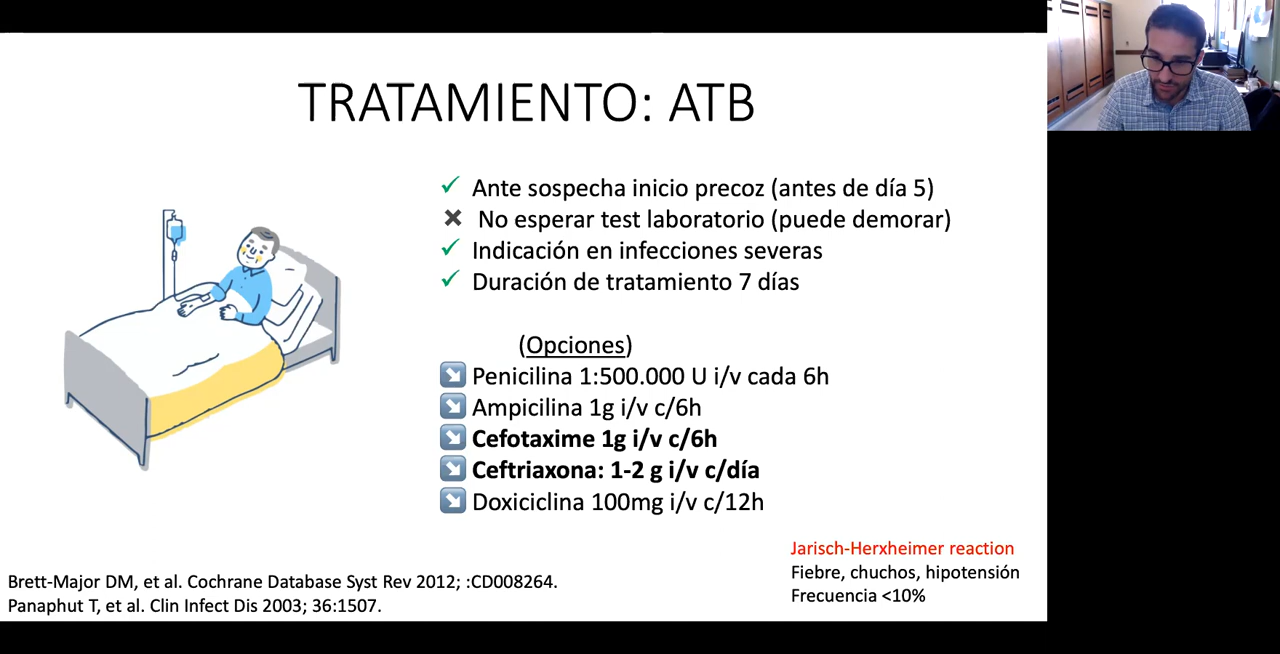 TRATAMIENTO: ATB
Ante sospecha inicio precoz (antes de día 5)
No esperar test laboratorio (puede demorar)
Indicación en infecciones severas
Duración de tratamiento 7 días
(Opciones)
Penicilina 1:500.000 U i/v cada 6h
Ampicilina 1g i/v c/6h
Cefotaxime 1g i/v c/6h
Ceftriaxona: 1-2 g i/v c/día
Doxiciclina 100mg i/v c/12h
Jarisch-Herxheimer reaction
Fiebre, chuchos, hipotensión
Frecuencia <10%
Brett-Major DM, et al. Cochrane Database Syst Rev 2012; :CD008264.
Panaphut T, et al. Clin Infect Dis 2003; 36:1507.